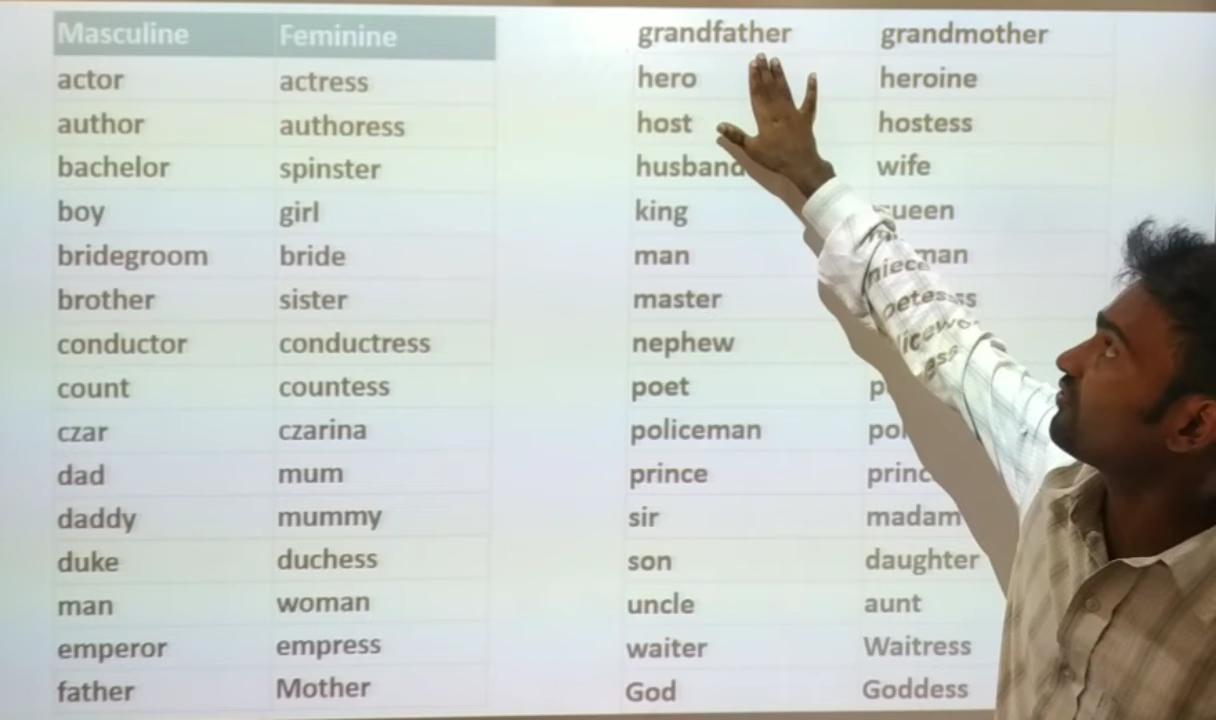 Masculine Feminine
actor actress
author authoress
bachelor spinster
boy girl
bridegroom bride
brother sister
conductor conductress
count countess
czar czarina
dad mum
daddy mummy
duke duchess
man woman
emperor empress
father Mother
grandfather grandmother
hero heroine
host hostess
husband wife
king queen
man
master
nephew niece
poet
policeman
prince
sir madam
son daughter
uncle aunt
waiter Waitress
God Goddess